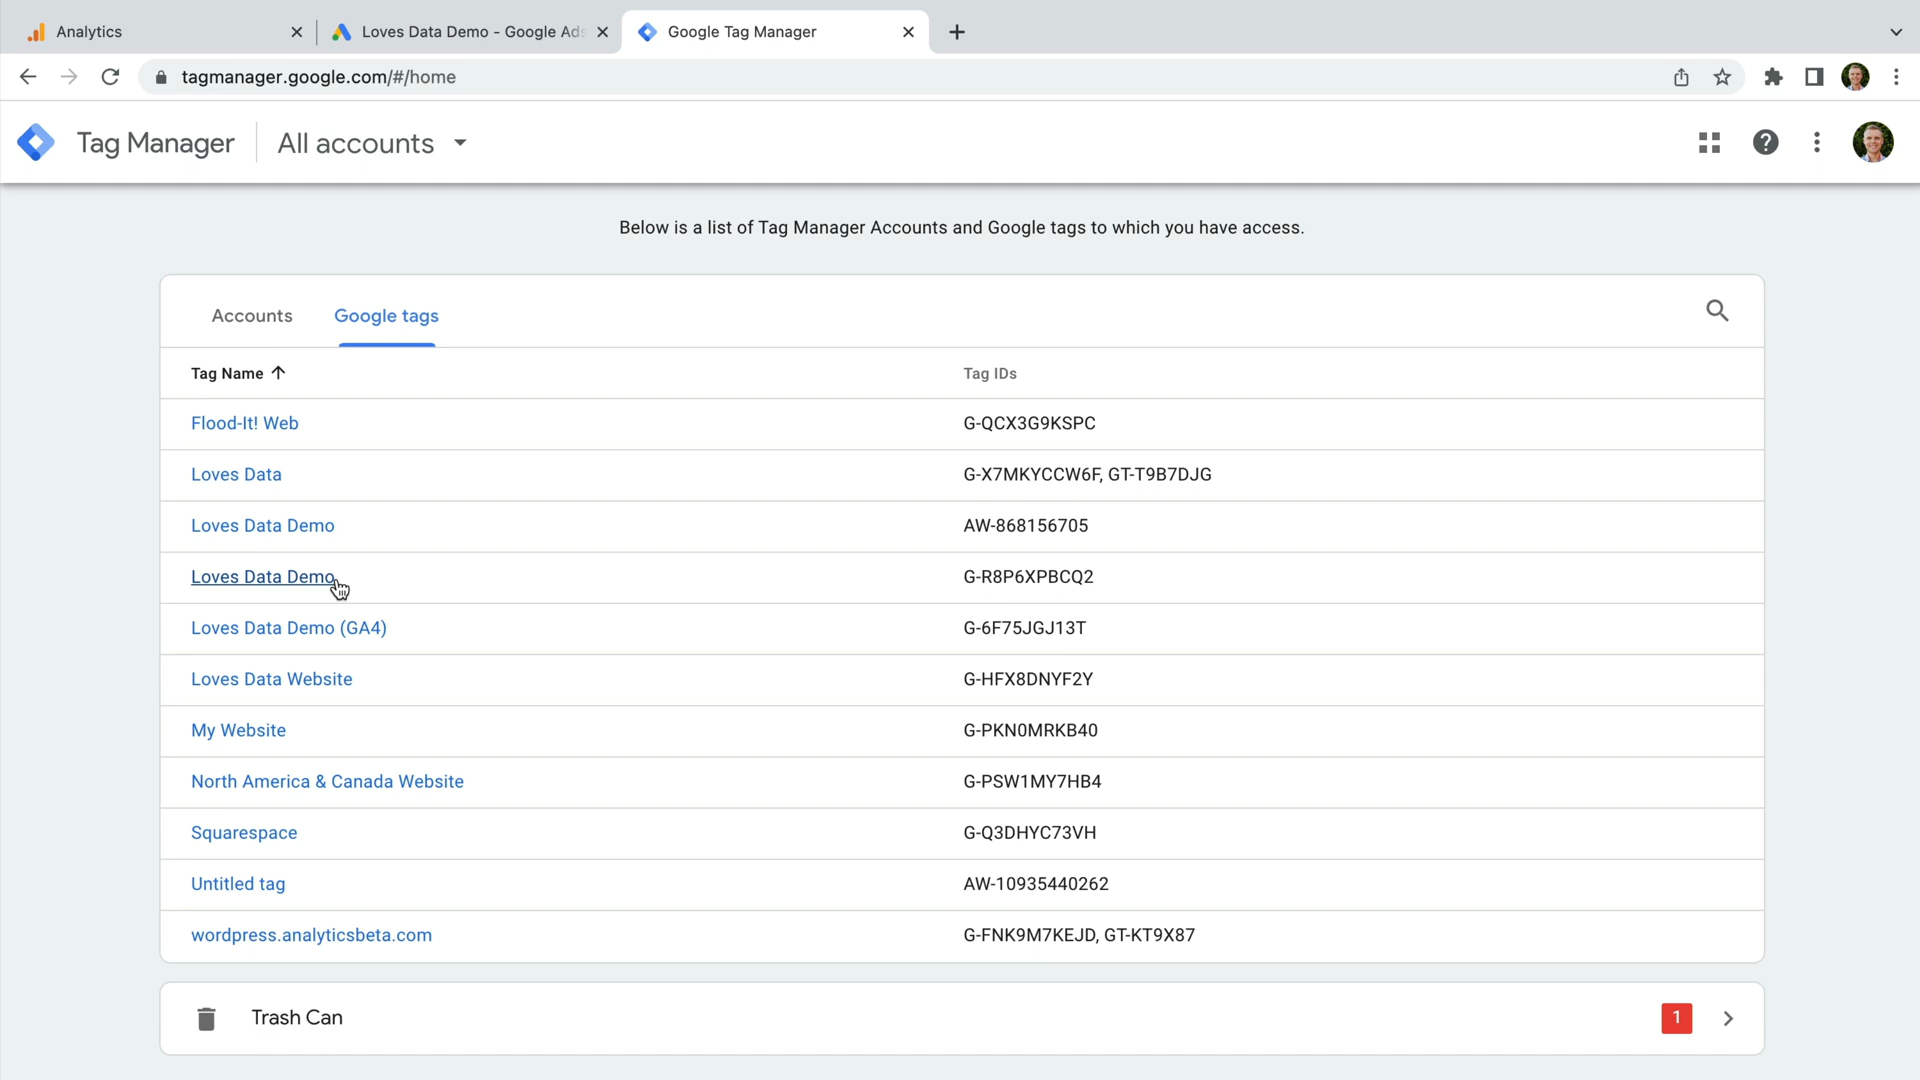 Analytics
Loves Data Demo - Google Ads
Google Tag Manager
tagmanager.google.com/#/home
Tag Manager
All accounts
Below is a list of Tag Manager Accounts and Google tags to which you have access.
Accounts
Google tags
Tag Name
Tag IDs
Flood-It! Web
G-QCX3G9KSPC
Loves Data
G-X7MKYCCW6F, GT-T9B7DJG
Loves Data Demo
AW-868156705
Loves Data Demo
G-R8P6XPBCQ2
Loves Data Demo (GA4)
G-6F75JGJ13T
Loves Data Website
G-HFX8DNYF2Y
My Website
G-PKN0MRKB40
North America & Canada Website
G-PSW1MY7HB4
Squarespace
G-Q3DHYC73VH
Untitled tag
AW-10935440262
wordpress.analyticsbeta.com
G-FNK9M7KEJD, GT-KT9X87
Trash Can
1